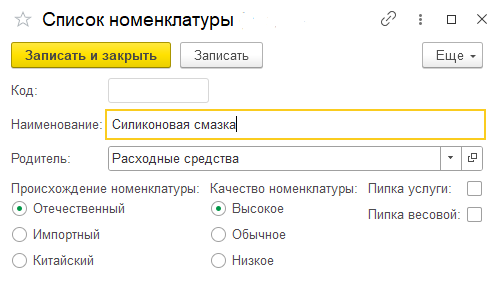 Список номенклатуры
Записать и закрыть Записать Еще
Код:
Наименование: Силиконовая смазка
Родитель: Расходные средства
Происхождение номенклатуры: Качество номенклатуры: Пипка услуги:
Отечественный Высокое Пипка весовой:
Импортный Обычное
Китайский Низкое